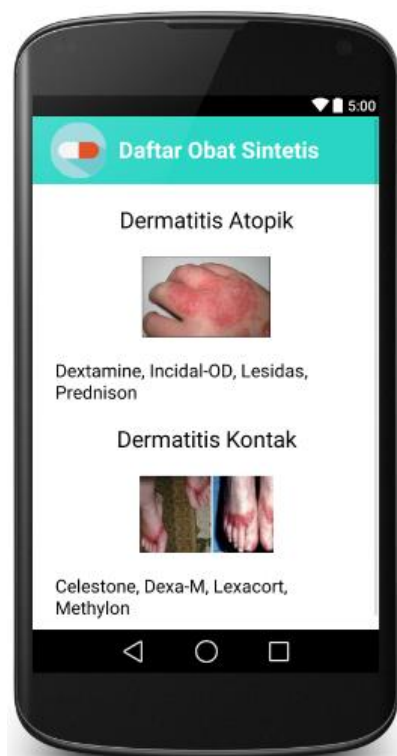 5:00
Daftar Obat Sintetis
Dermatitis Atopik
Dextamine, Incidal-OD, Lesidas,
Prednison
Dermatitis Kontak
Celestone, Dexa-M, Lexacort,
Methylon